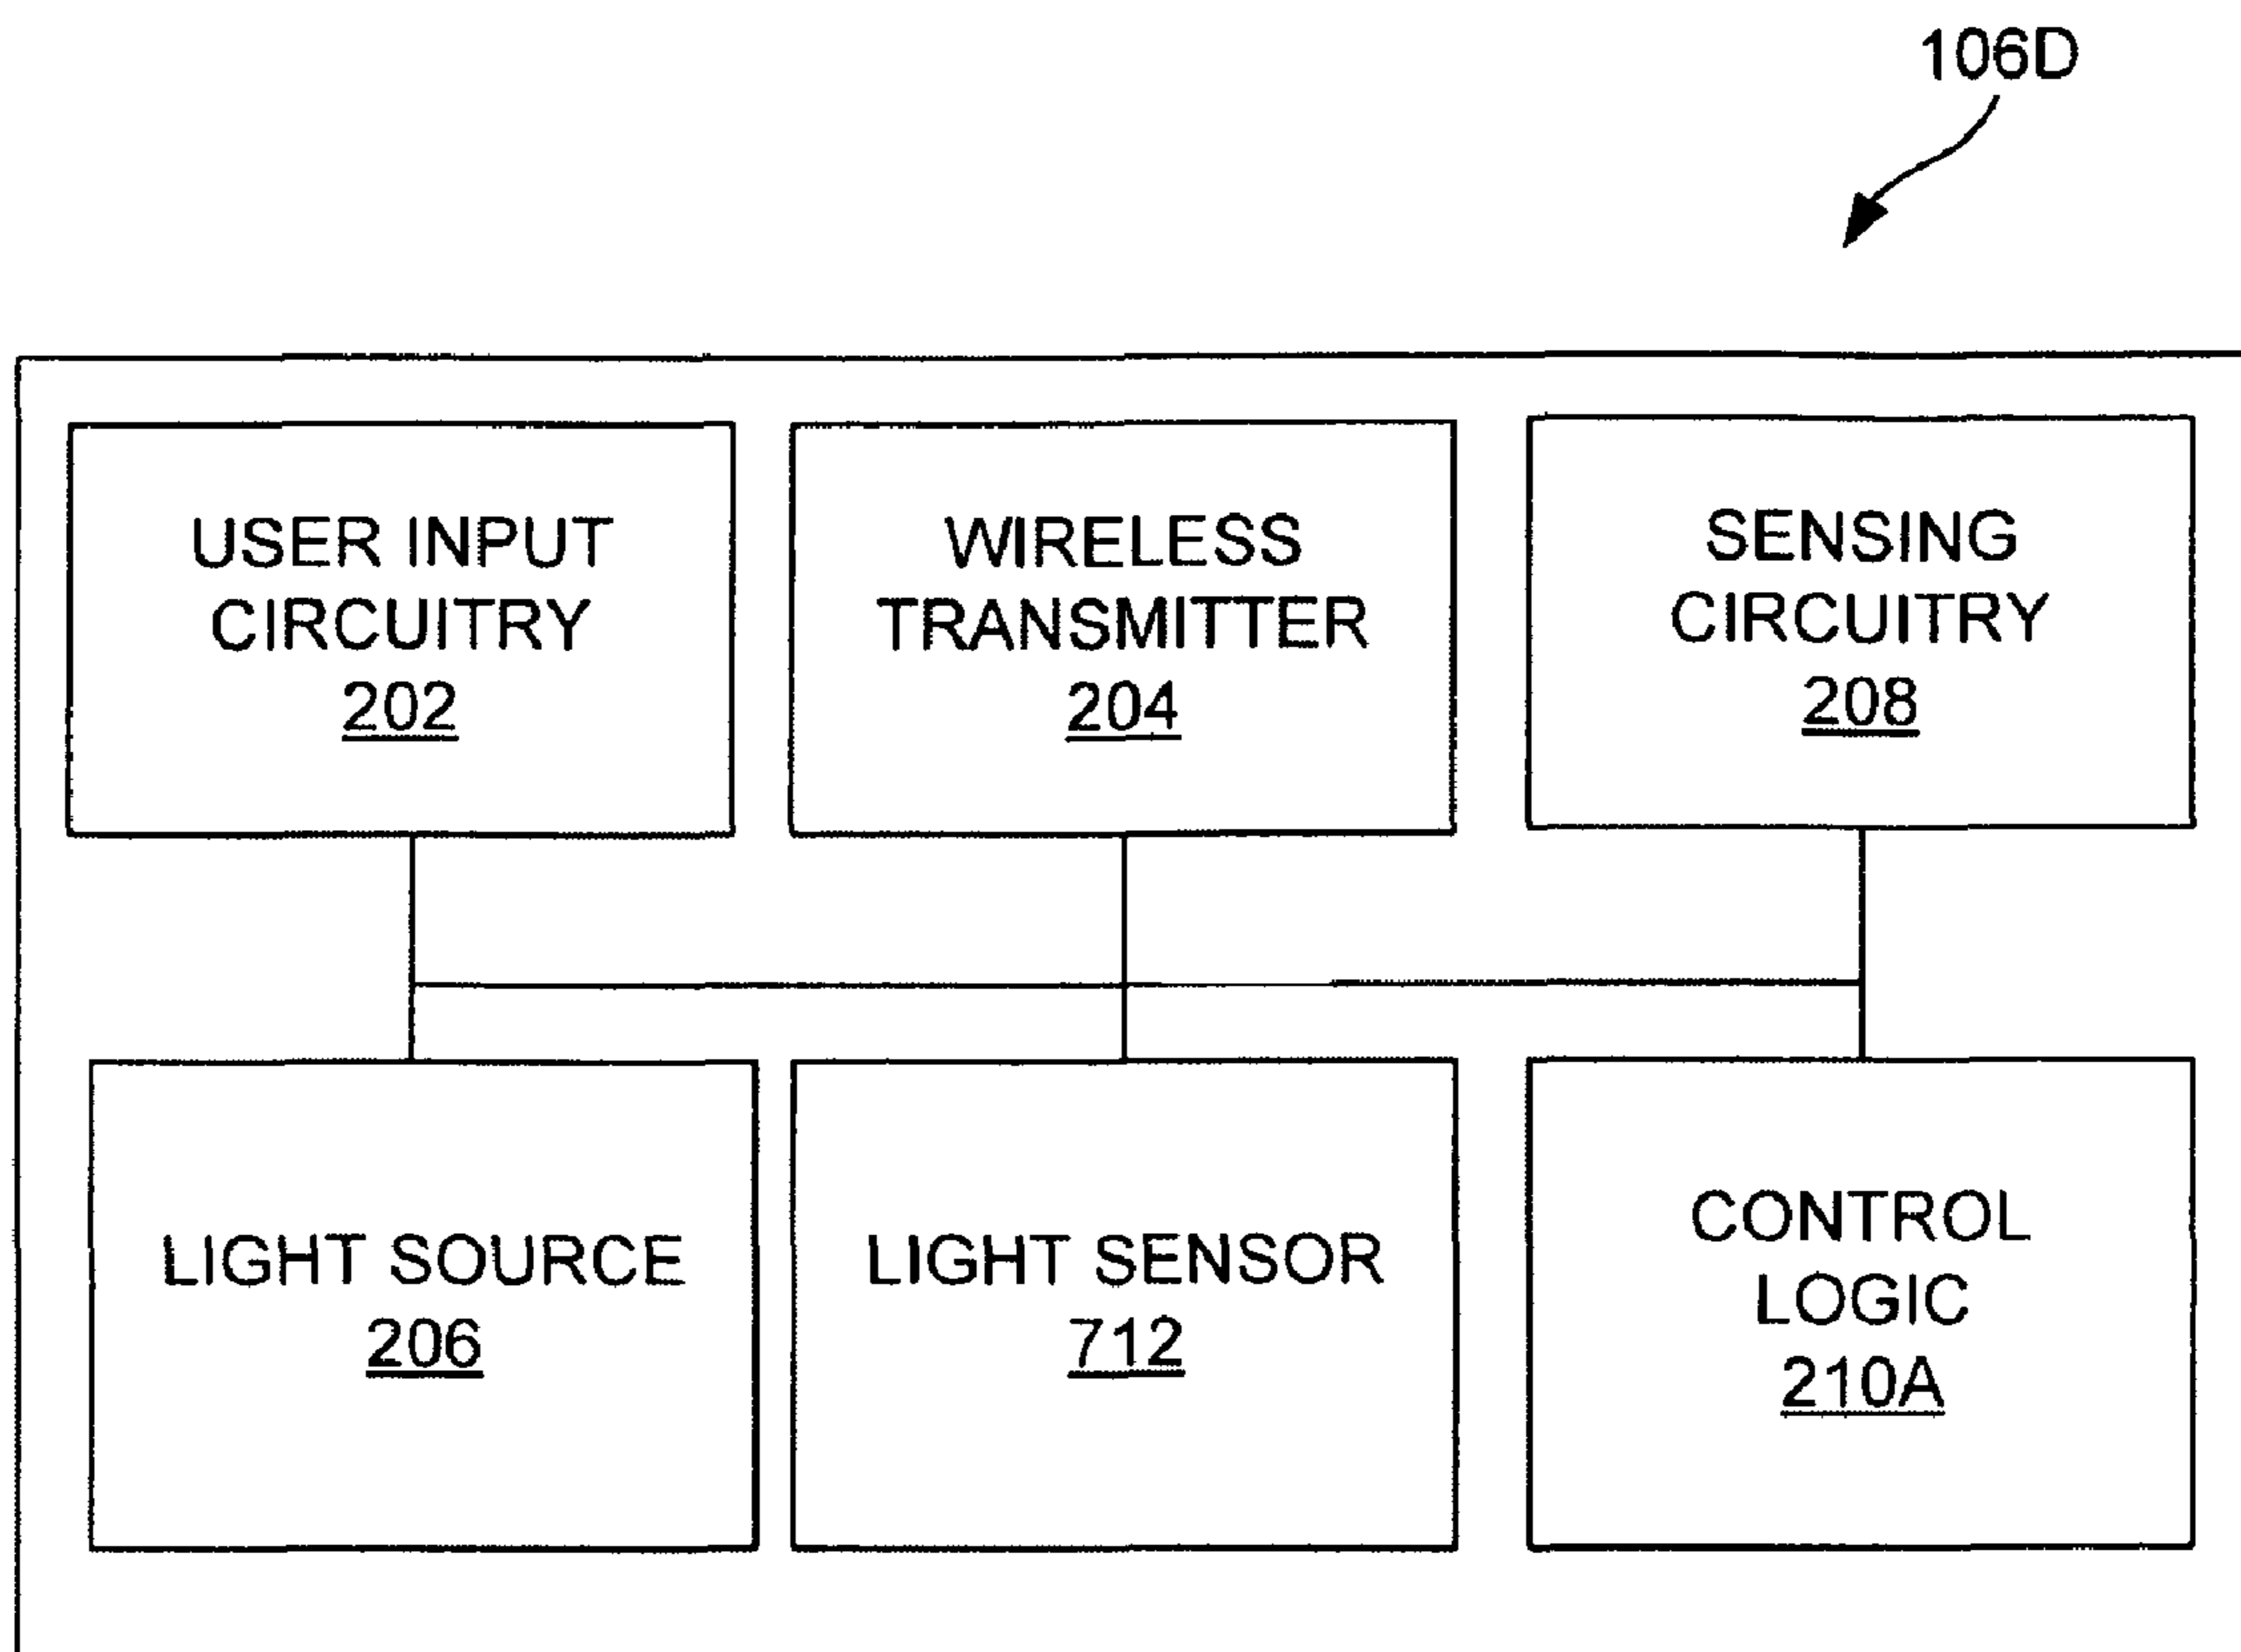 106D
USER INPUT
CIRCUITRY
202
WIRELESS
TRANSMITTER
204
SENSING
CIRCUITRY
208
LIGHT SOURCE
206
LIGHT SENSOR
712
CONTROL
LOGIC
210A